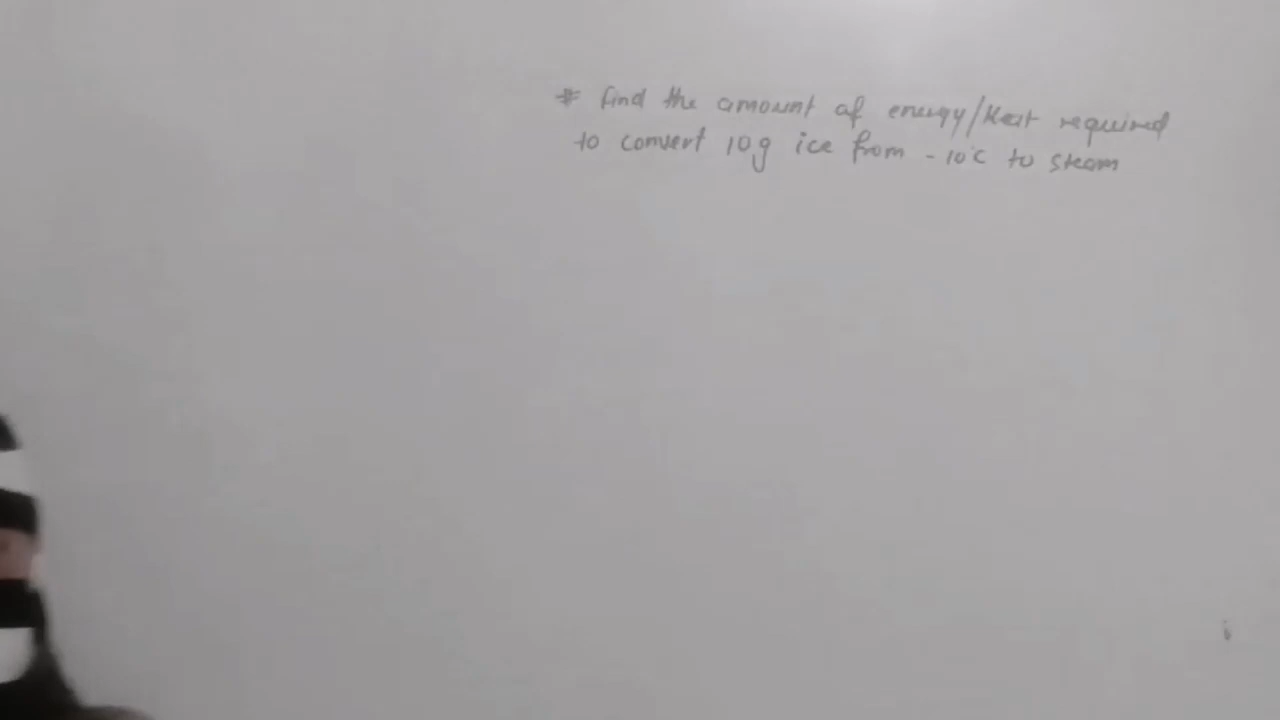 # Find the amount of energy/Heat required
to convert 10g ice from -10°C to steam